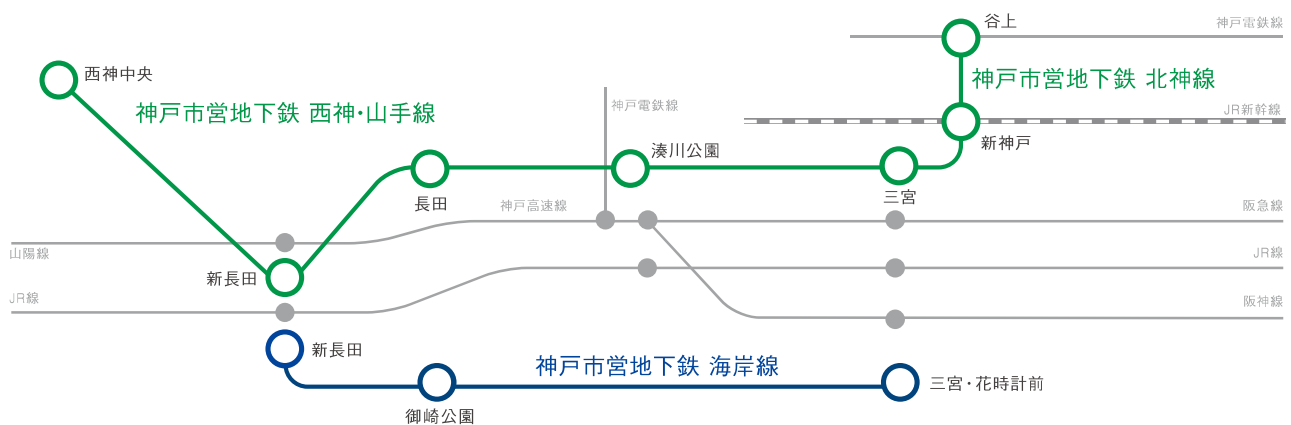 谷上
神戸電鉄線
西神中央
神戸市営地下鉄 北神線
神戸市営地下鉄 西神・山手線
神戸電鉄線
JR新幹線
新神戸
湊川公園
三宮
長田
神戸高速線
阪急線
山陽線
JR線
新長田
JR線
阪神線
新長田
神戸市営地下鉄 海岸線
三宮・花時計前
御崎公園